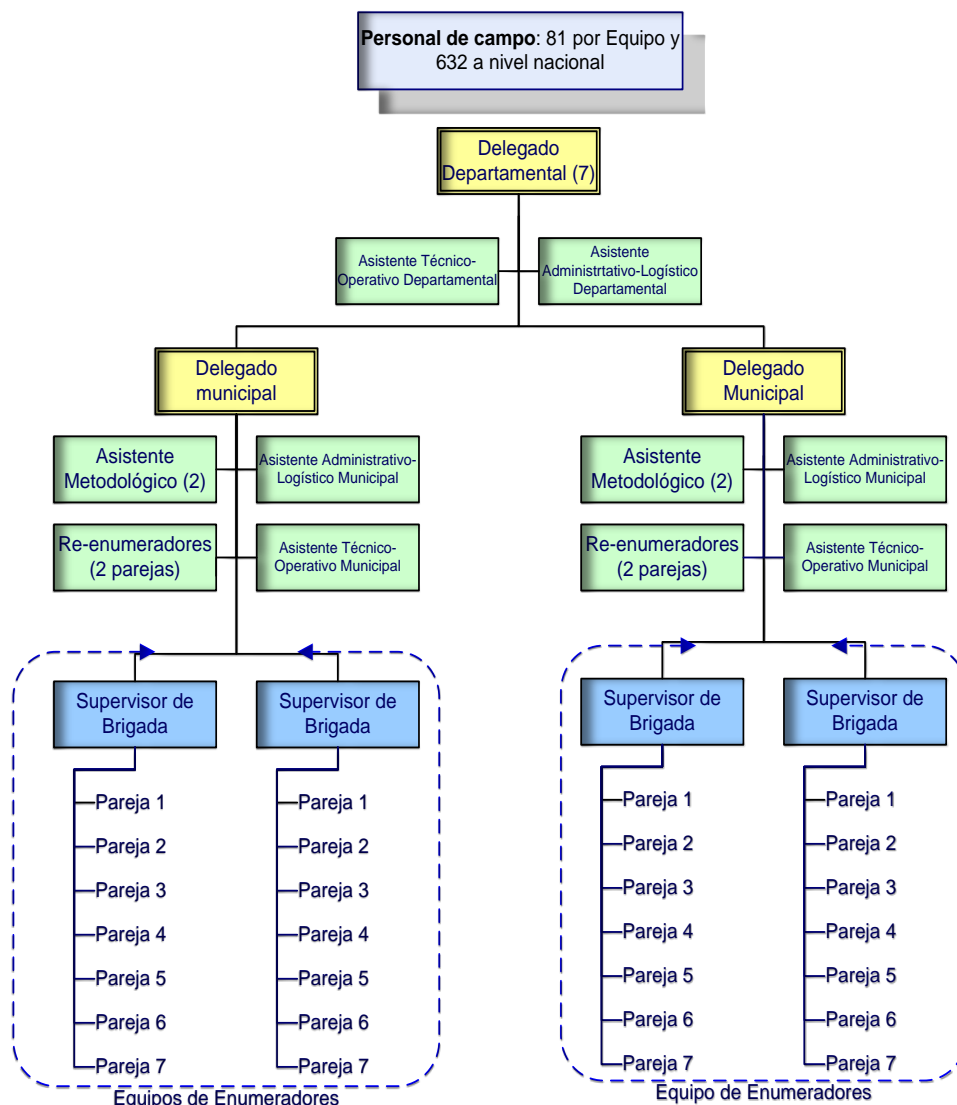 Personal de campo: 81 por Equipo y
632 a nivel nacional
Delegado
Departamental (7)
Asistente Técnico-
Operativo Departamental
Asistente
Administrtativo-Logístico
Departamental
Delegado
municipal
Delegado
Municipal
Asistente
Metodológico (2)
Asistente Administrativo-
Logístico Municipal
Re-enumeradores
(2 parejas)
Asistente Técnico-
Operativo Municipal
Asistente
Metodológico (2)
Asistente Administrativo-
Logístico Municipal
Re-enumeradores
(2 parejas)
Asistente Técnico-
Operativo Municipal
Supervisor de
Brigada
Pareja 1
Pareja 2
Pareja 3
Pareja 4
Pareja 5
Pareja 6
Pareja 7
Supervisor de
Brigada
Pareja 1
Pareja 2
Pareja 3
Pareja 4
Pareja 5
Pareja 6
Pareja 7
Equipos de Enumeradores
Supervisor de
Brigada
Pareja 1
Pareja 2
Pareja 3
Pareja 4
Pareja 5
Pareja 6
Pareja 7
Supervisor de
Brigada
Pareja 1
Pareja 2
Pareja 3
Pareja 4
Pareja 5
Pareja 6
Pareja 7
Equipo de Enumeradores